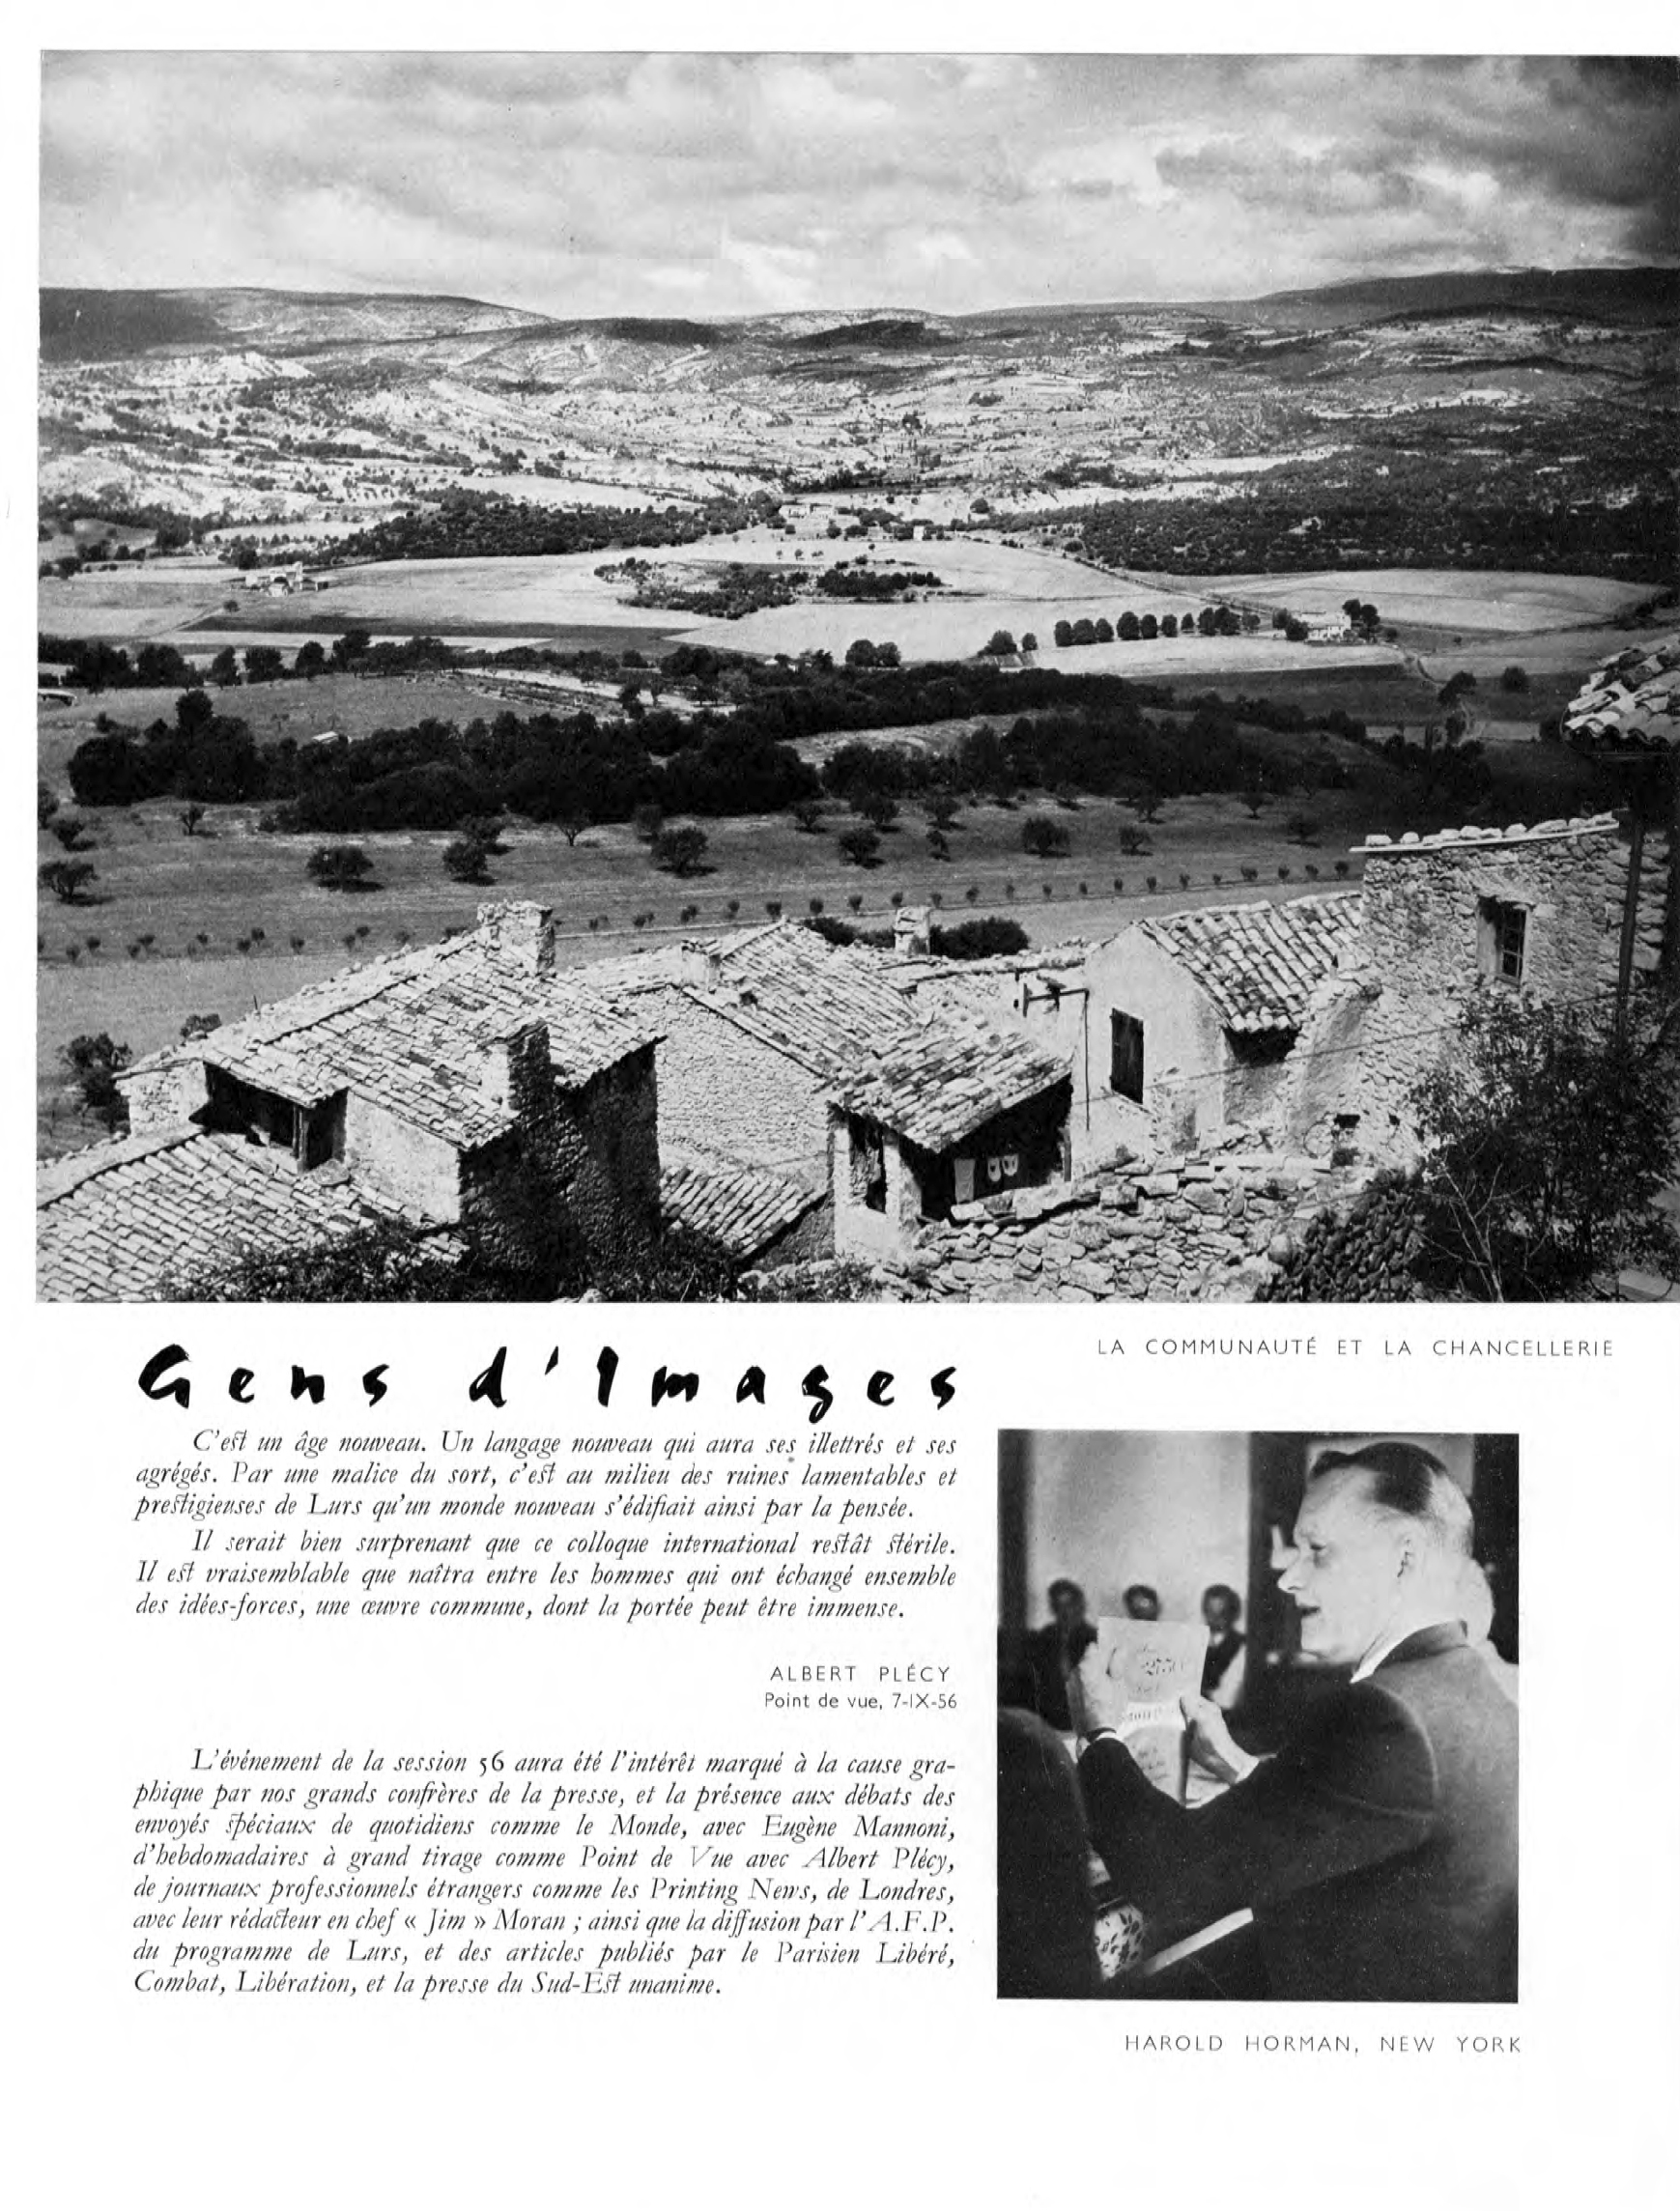 LA COMMUNAUTÉ ET LA CHANCELLERIE
Gens d'Images
C'est un âge nouveau. Un langage nouveau qui aura ses illettrés et ses
agrégés. Par une malice du sort, c'est au milieu des ruines lamentables et
prestigieuses de Lurs qu'un monde nouveau s'édifiait ainsi par la pensée.
Il serait bien surprenant que ce colloque international restât stérile.
Il est vraisemblable que naîtra entre les hommes qui ont échangé ensemble
des idées-forces, une œuvre commune, dont la portée peut être immense.
ALBERT PLÉCY
Point de vue, 7-IX-56
L'événement de la session 56 aura été l'intérêt marqué à la cause gra-
phique par nos grands confrères de la presse, et la présence aux débats des
envoyés spéciaux de quotidiens comme le Monde, avec Eugène Mannoni,
d'hebdomadaires à grand tirage comme Point de Vue avec Albert Plécy,
de journaux professionnels étrangers comme les Printing News, de Londres,
avec leur rédacteur en chef « Jim » Moran ; ainsi que la diffusion par l'A.F.P.
du programme de Lurs, et des articles publiés par le Parisien Libéré,
Combat, Libération, et la presse du Sud-Est unanime.
HAROLD HORMAN, NEW YORK